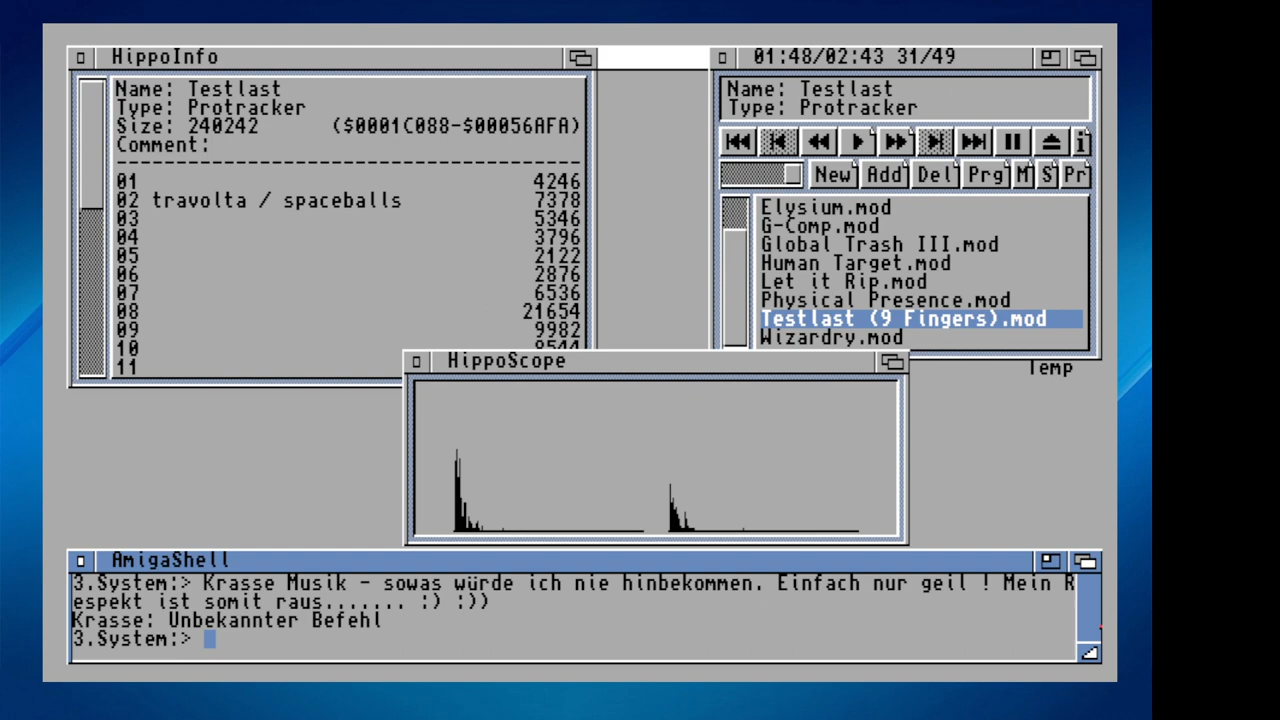 HippoInfo
Name: Testlast
Type: Protracker
Size: 240242 ($0001C088-$00056AFA)
Comment:
------------------------------------------------
01 4246
02 travolta / spaceballs 7378
03 5346
04 3796
05 2122
06 2876
07 6536
08 21654
09 9982
10 8544
11
01:48/02:43 31/49
Name: Testlast
Type: Protracker
i
New Add Del Prg M S Pr
Elysium.mod
G-Comp.mod
Global Trash III.mod
Human Target.mod
Let it Rip.mod
Physical Presence.mod
Testlast (9 Fingers).mod
Wizardry.mod
Temp
HippoScope
AmigaShell
3.System:> Krasse Musik - sowas würde ich nie hinbekommen. Einfach nur geil ! Mein R
espekt ist somit raus....... :) :))
Krasse: Unbekannter Befehl
3.System:>